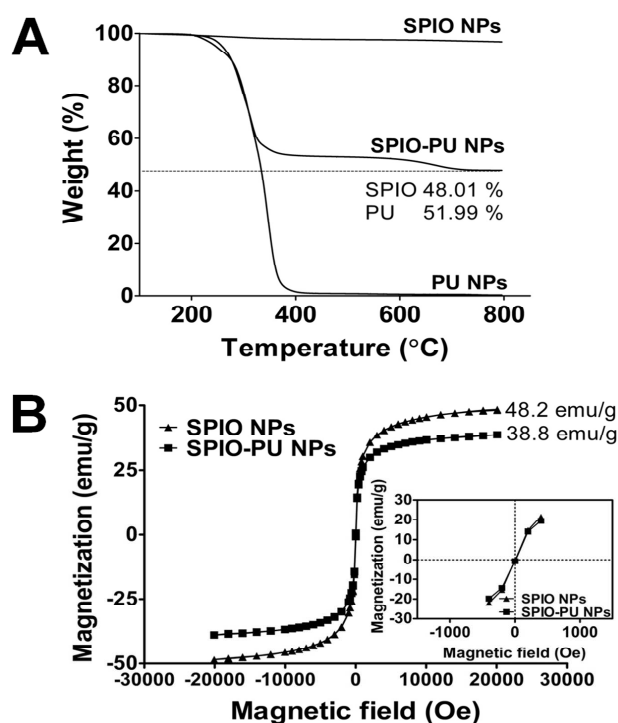 A
SPIO NPs
SPIO-PU NPs
SPIO 48.01 %
PU 51.99 %
PU NPs
Weight (%)
100
80
60
40
20
0
200 400 600 800
Temperature (°C)
B
SPIO NPs
SPIO-PU NPs
48.2 emu/g
38.8 emu/g
Magnetization (emu/g)
50
25
0
-25
-50
-30000 -20000 -10000 0 10000 20000 30000
Magnetic field (Oe)
Magnetization (emu/g)
30
20
10
0
-10
-20
-30
SPIO NPs
SPIO-PU NPs
-1000 0 1000
Magnetic field (Oe)